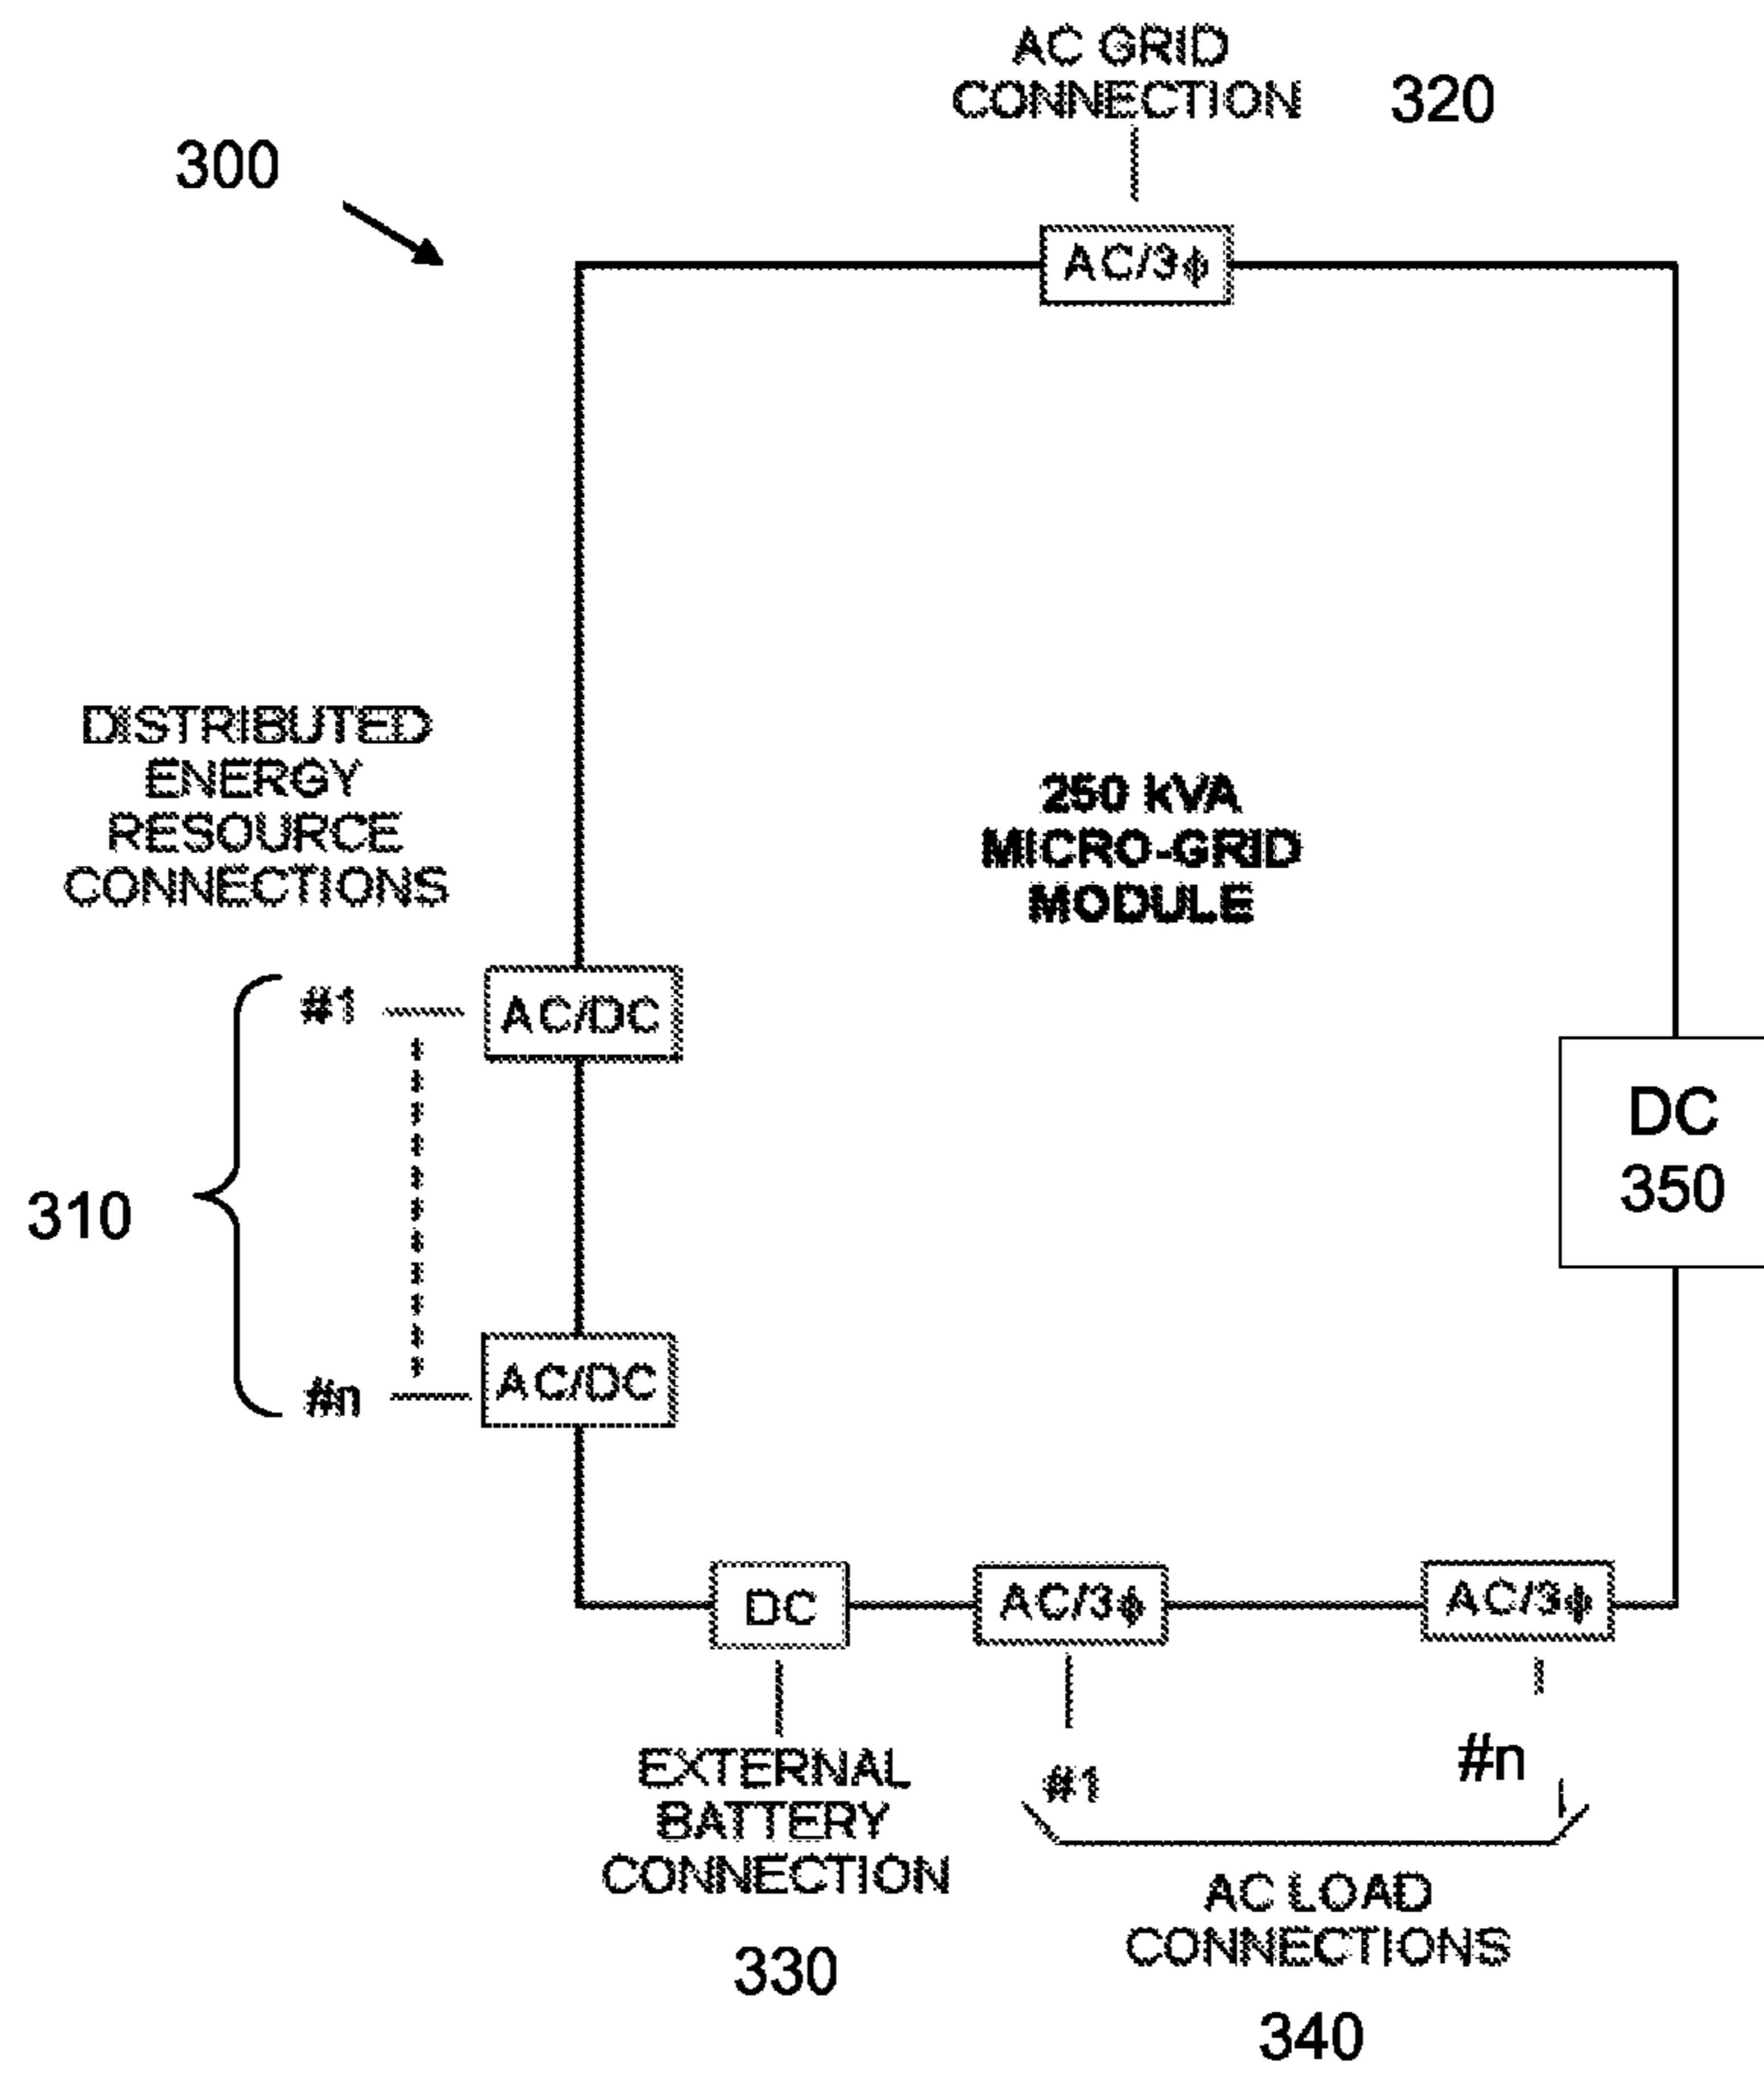 AC GRID
CONNECTION
320
300
AC/3ϕ
DISTRIBUTED
ENERGY
RESOURCE
CONNECTIONS
250 kVA
MICRO-GRID
MODULE
#1
AC/DC
DC
350
310
#n
AC/DC
DC
AC/3ϕ
AC/3ϕ
EXTERNAL
BATTERY
CONNECTION
330
#1
#n
AC LOAD
CONNECTIONS
340